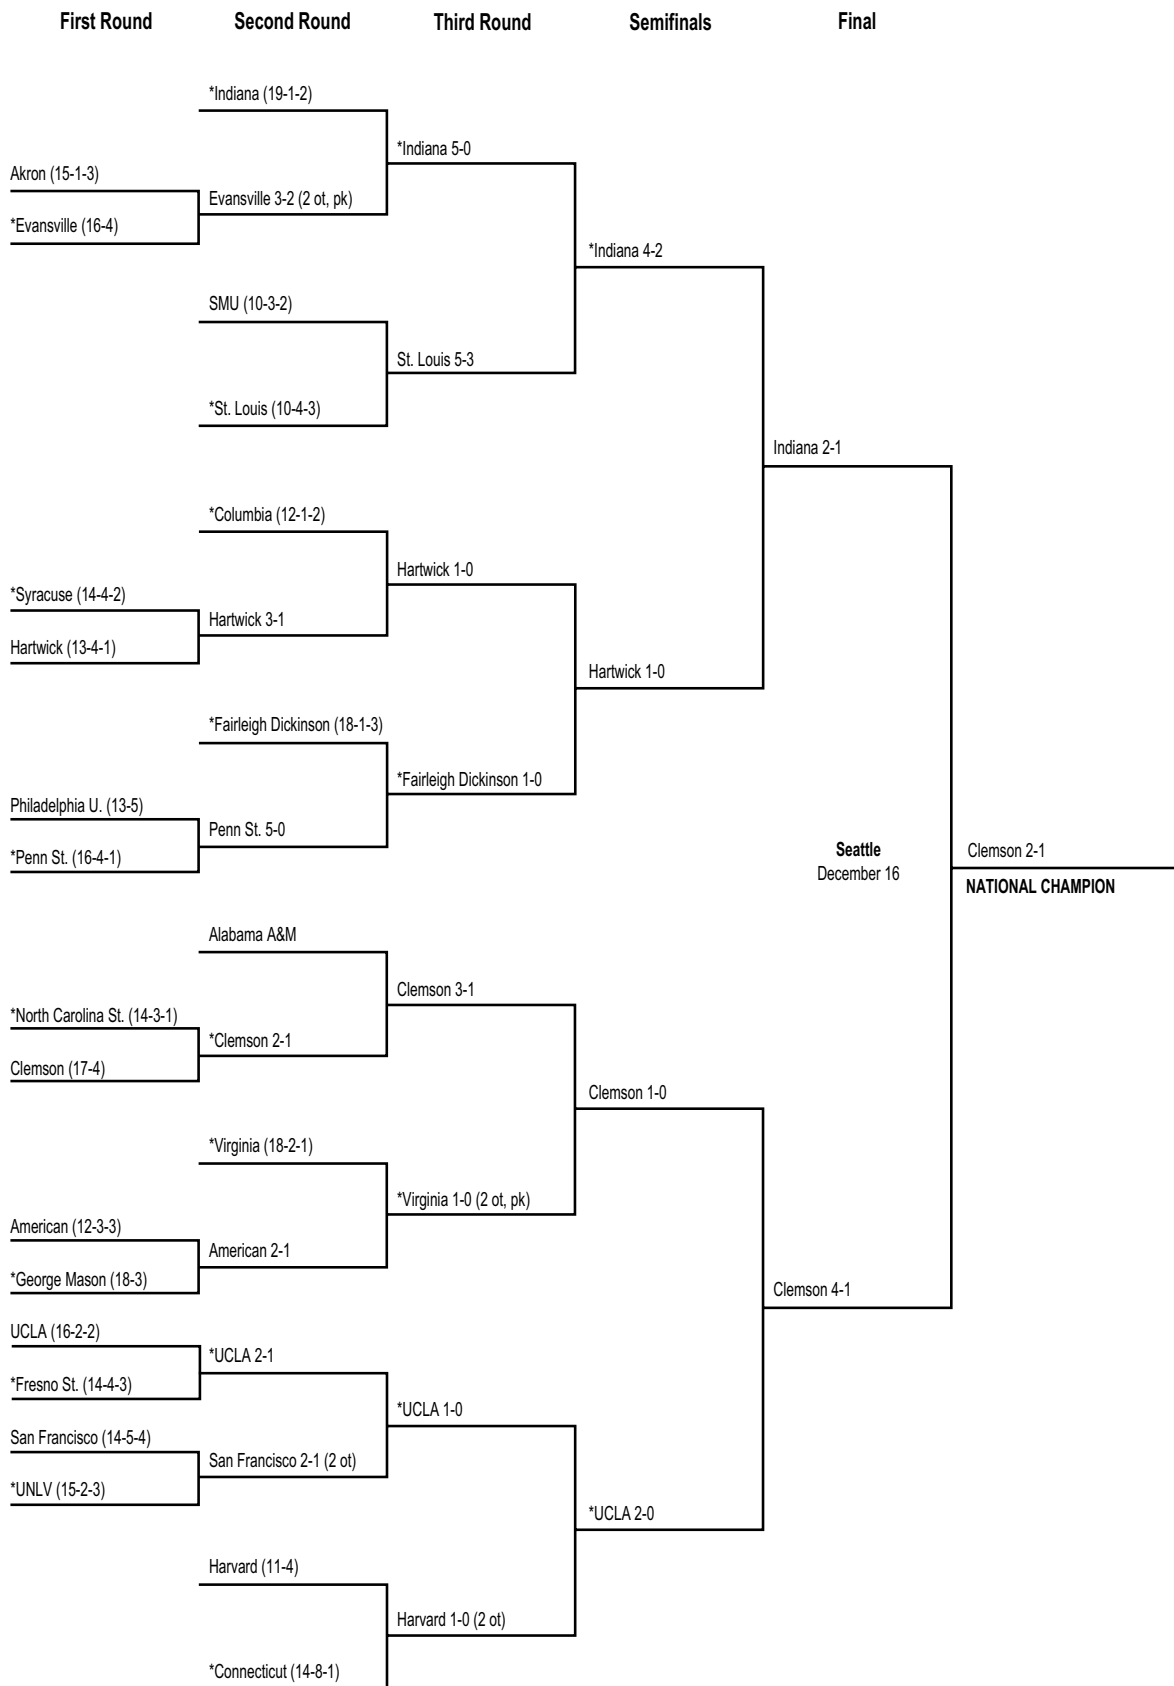 First Round
Second Round
Third Round
Semifinals
Final
*Indiana (19-1-2)
*Indiana 5-0
Akron (15-1-3)
Evansville 3-2 (2 ot, pk)
*Evansville (16-4)
*Indiana 4-2
SMU (10-3-2)
St. Louis 5-3
*St. Louis (10-4-3)
Indiana 2-1
*Columbia (12-1-2)
Hartwick 1-0
*Syracuse (14-4-2)
Hartwick 3-1
Hartwick (13-4-1)
Hartwick 1-0
*Fairleigh Dickinson (18-1-3)
*Fairleigh Dickinson 1-0
Philadelphia U. (13-5)
Penn St. 5-0
*Penn St. (16-4-1)
Seattle
December 16
Clemson 2-1
NATIONAL CHAMPION
Alabama A&M
Clemson 3-1
*North Carolina St. (14-3-1)
*Clemson 2-1
Clemson (17-4)
Clemson 1-0
*Virginia (18-2-1)
*Virginia 1-0 (2 ot, pk)
American (12-3-3)
American 2-1
*George Mason (18-3)
Clemson 4-1
UCLA (16-2-2)
*UCLA 2-1
*Fresno St. (14-4-3)
*UCLA 1-0
San Francisco (14-5-4)
San Francisco 2-1 (2 ot)
*UNLV (15-2-3)
*UCLA 2-0
Harvard (11-4)
Harvard 1-0 (2 ot)
*Connecticut (14-8-1)